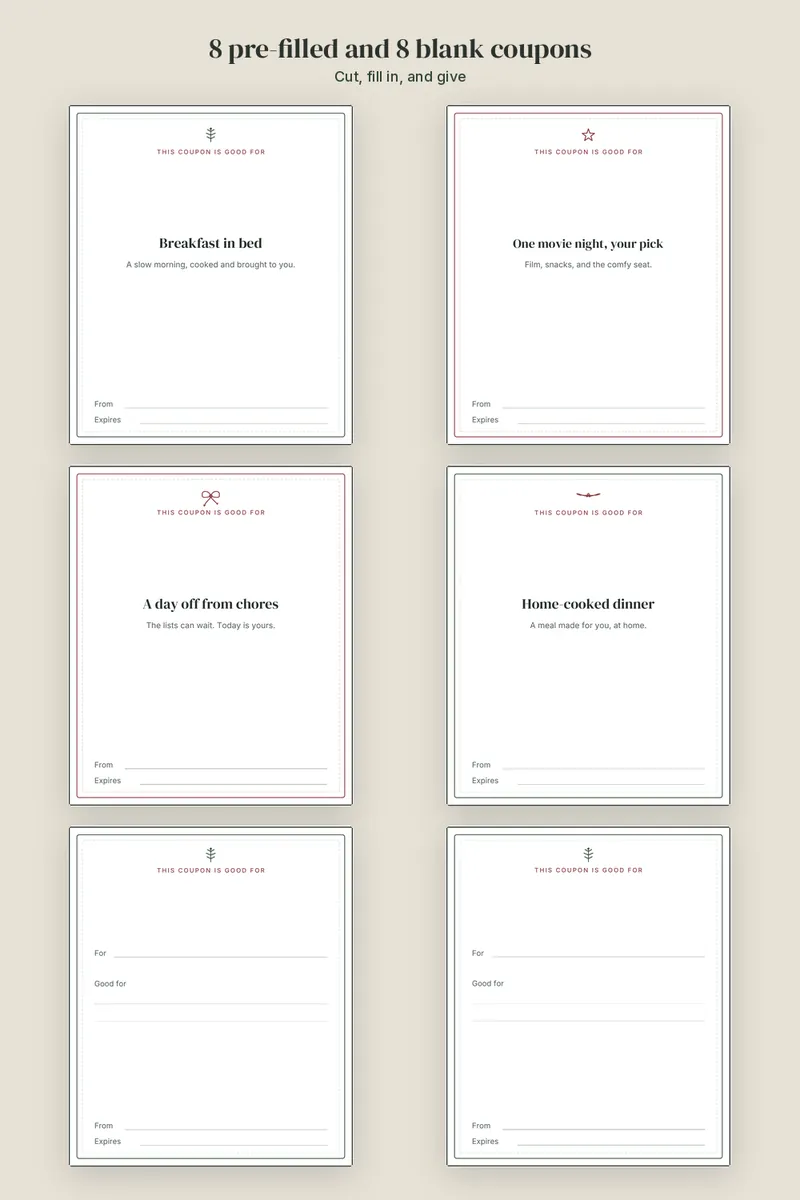 8 pre-filled and 8 blank coupons
Cut, fill in, and give
THIS COUPON IS GOOD FOR
Breakfast in bed
A slow morning, cooked and brought to you.
From
Expires
THIS COUPON IS GOOD FOR
One movie night, your pick
Film, snacks, and the comfy seat.
From
Expires
THIS COUPON IS GOOD FOR
A day off from chores
The lists can wait. Today is yours.
From
Expires
THIS COUPON IS GOOD FOR
Home-cooked dinner
A meal made for you, at home.
From
Expires
THIS COUPON IS GOOD FOR
For
Good for
From
Expires
THIS COUPON IS GOOD FOR
For
Good for
From
Expires